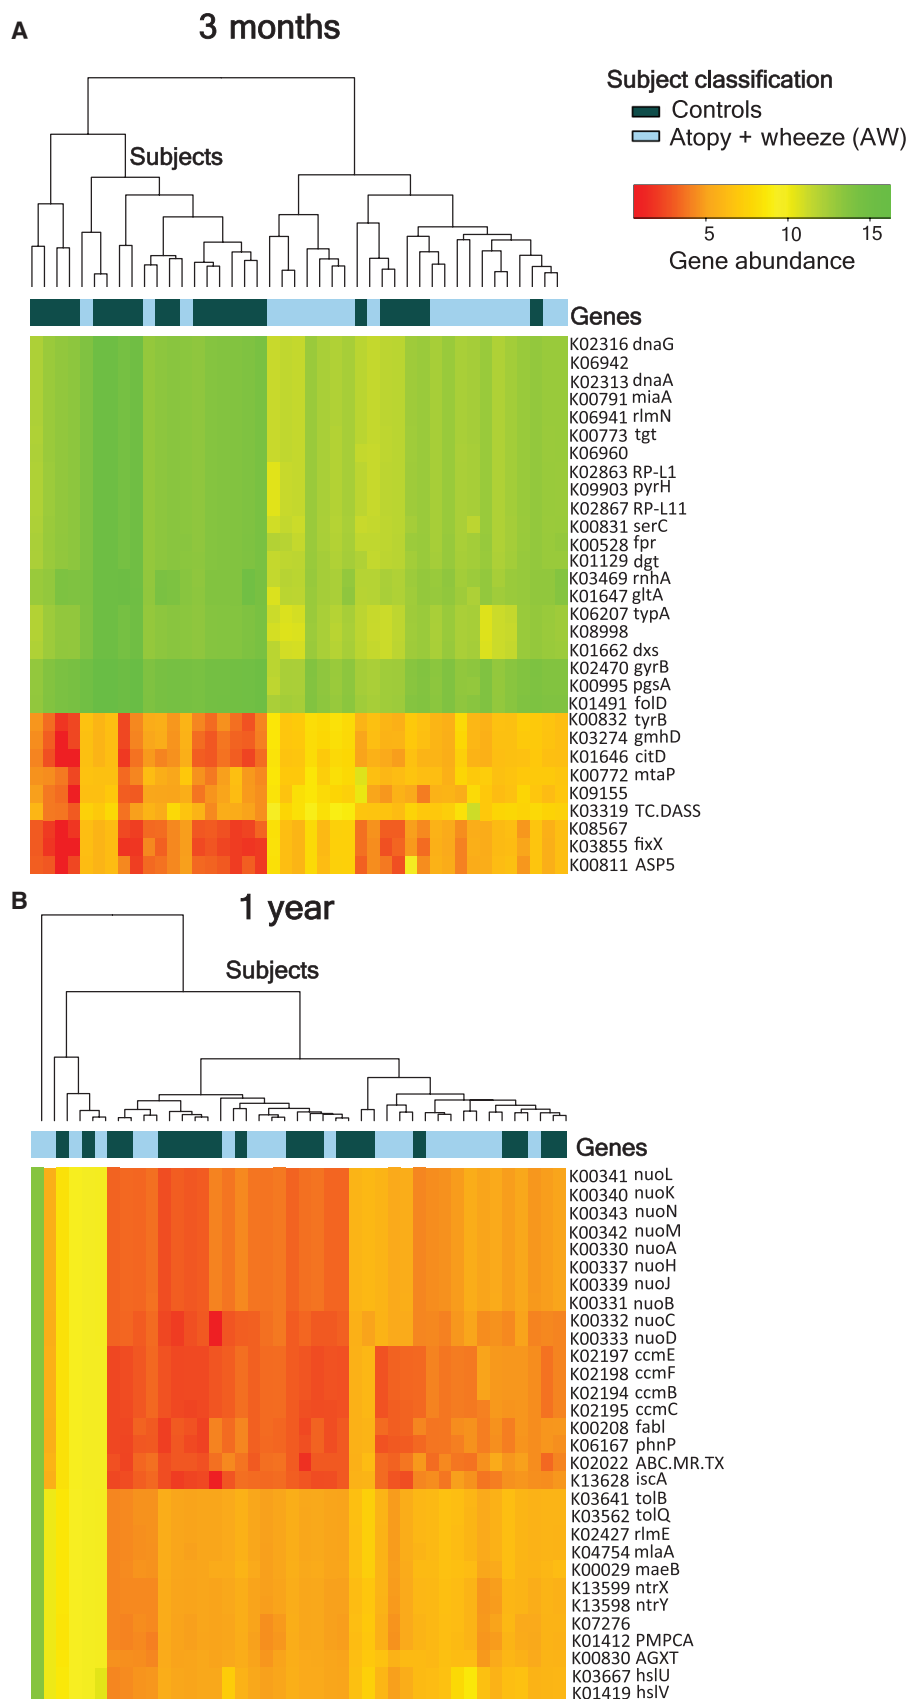 A
3 months
Subject classification
Controls
Atopy + wheeze (AW)
Subjects
5 10 15
Gene abundance
Genes
K02316 dnaG
K06942
K02313 dnaA
K00791 miaA
K06941 rlmN
K00773 tgt
K06960
K02863 RP-L1
K09903 pyrH
K02867 RP-L11
K00831 serC
K00528 fpr
K01129 dgt
K03469 rnhA
K01647 gltA
K06207 typA
K08998
K01662 dxs
K02470 gyrB
K00995 pgsA
K01491 folD
K00832 tyrB
K03274 gmhD
K01646 citD
K00772 mtaP
K09155
K03319 TC.DASS
K08567
K03855 fixX
K00811 ASP5
B
1 year
Subjects
Genes
K00341 nuoL
K00340 nuoK
K00343 nuoN
K00342 nuoM
K00330 nuoA
K00337 nuoH
K00339 nuoJ
K00331 nuoB
K00332 nuoC
K00333 nuoD
K02197 ccmE
K02198 ccmF
K02194 ccmB
K02195 ccmC
K00208 fabI
K06167 phnP
K02022 ABC.MR.TX
K13628 iscA
K03641 tolB
K03562 tolQ
K02427 rlmE
K04754 mlaA
K00029 maeB
K13599 ntrX
K13598 ntrY
K07276
K01412 PMPCA
K00830 AGXT
K03667 hslU
K01419 hslV